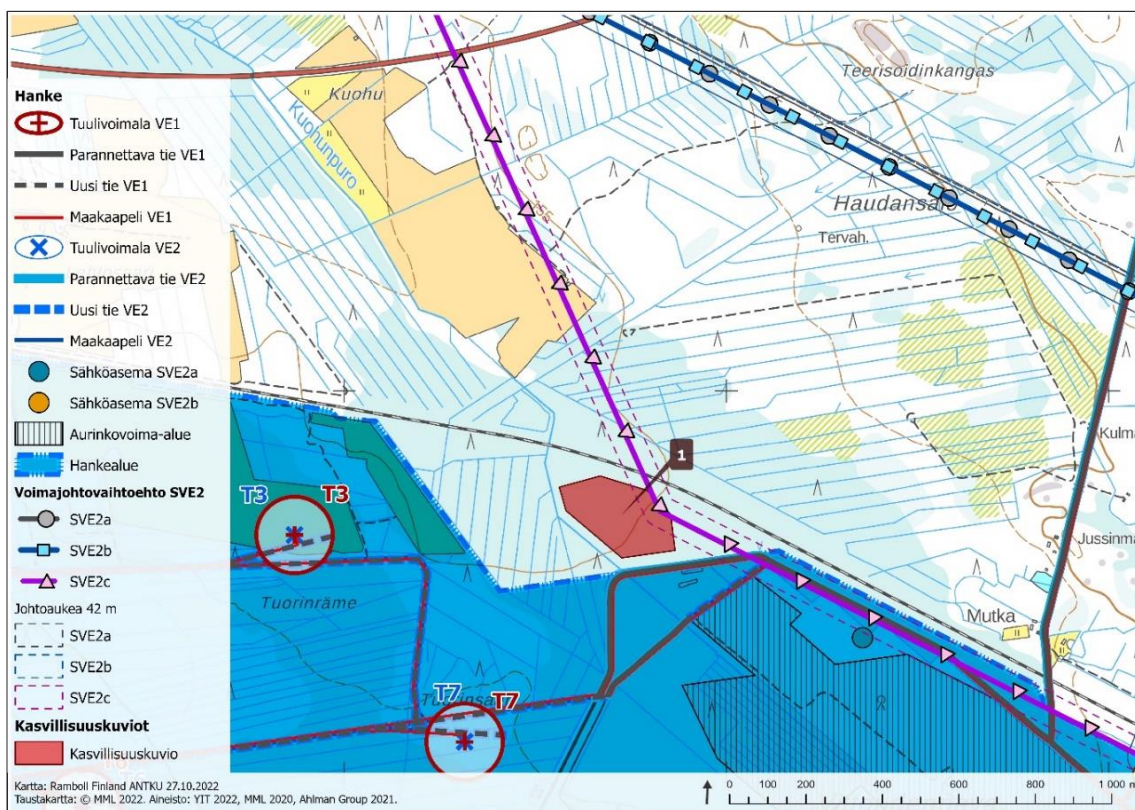 Hanke
Tuulivoimala VE1
Parannettava tie VE1
Uusi tie VE1
Maakaapeli VE1
Tuulivoimala VE2
Parannettava tie VE2
Uusi tie VE2
Maakaapeli VE2
Sähköasema SVE2a
Sähköasema SVE2b
Aurinkovoima-alue
Hankealue
Voimajohtovaihtoehto SVE2
SVE2a
SVE2b
SVE2c
Johtoaukea 42 m
SVE2a
SVE2b
SVE2c
Kasvillisuuskuviot
Kasvillisuuskuvio
Kartta: Ramboll Finland ANTKU 27.10.2022
Taustakartta: © MML 2022. Aineisto: YIT 2022, MML 2020, Ahlman Group 2021.
Kuohu
Kuohunpuro
Teerisoidinkangas
Tervah.
1
T3 T3
Tuorinräme
T7 T7
Mutka
0 100 200 400 600 800 1 000 m